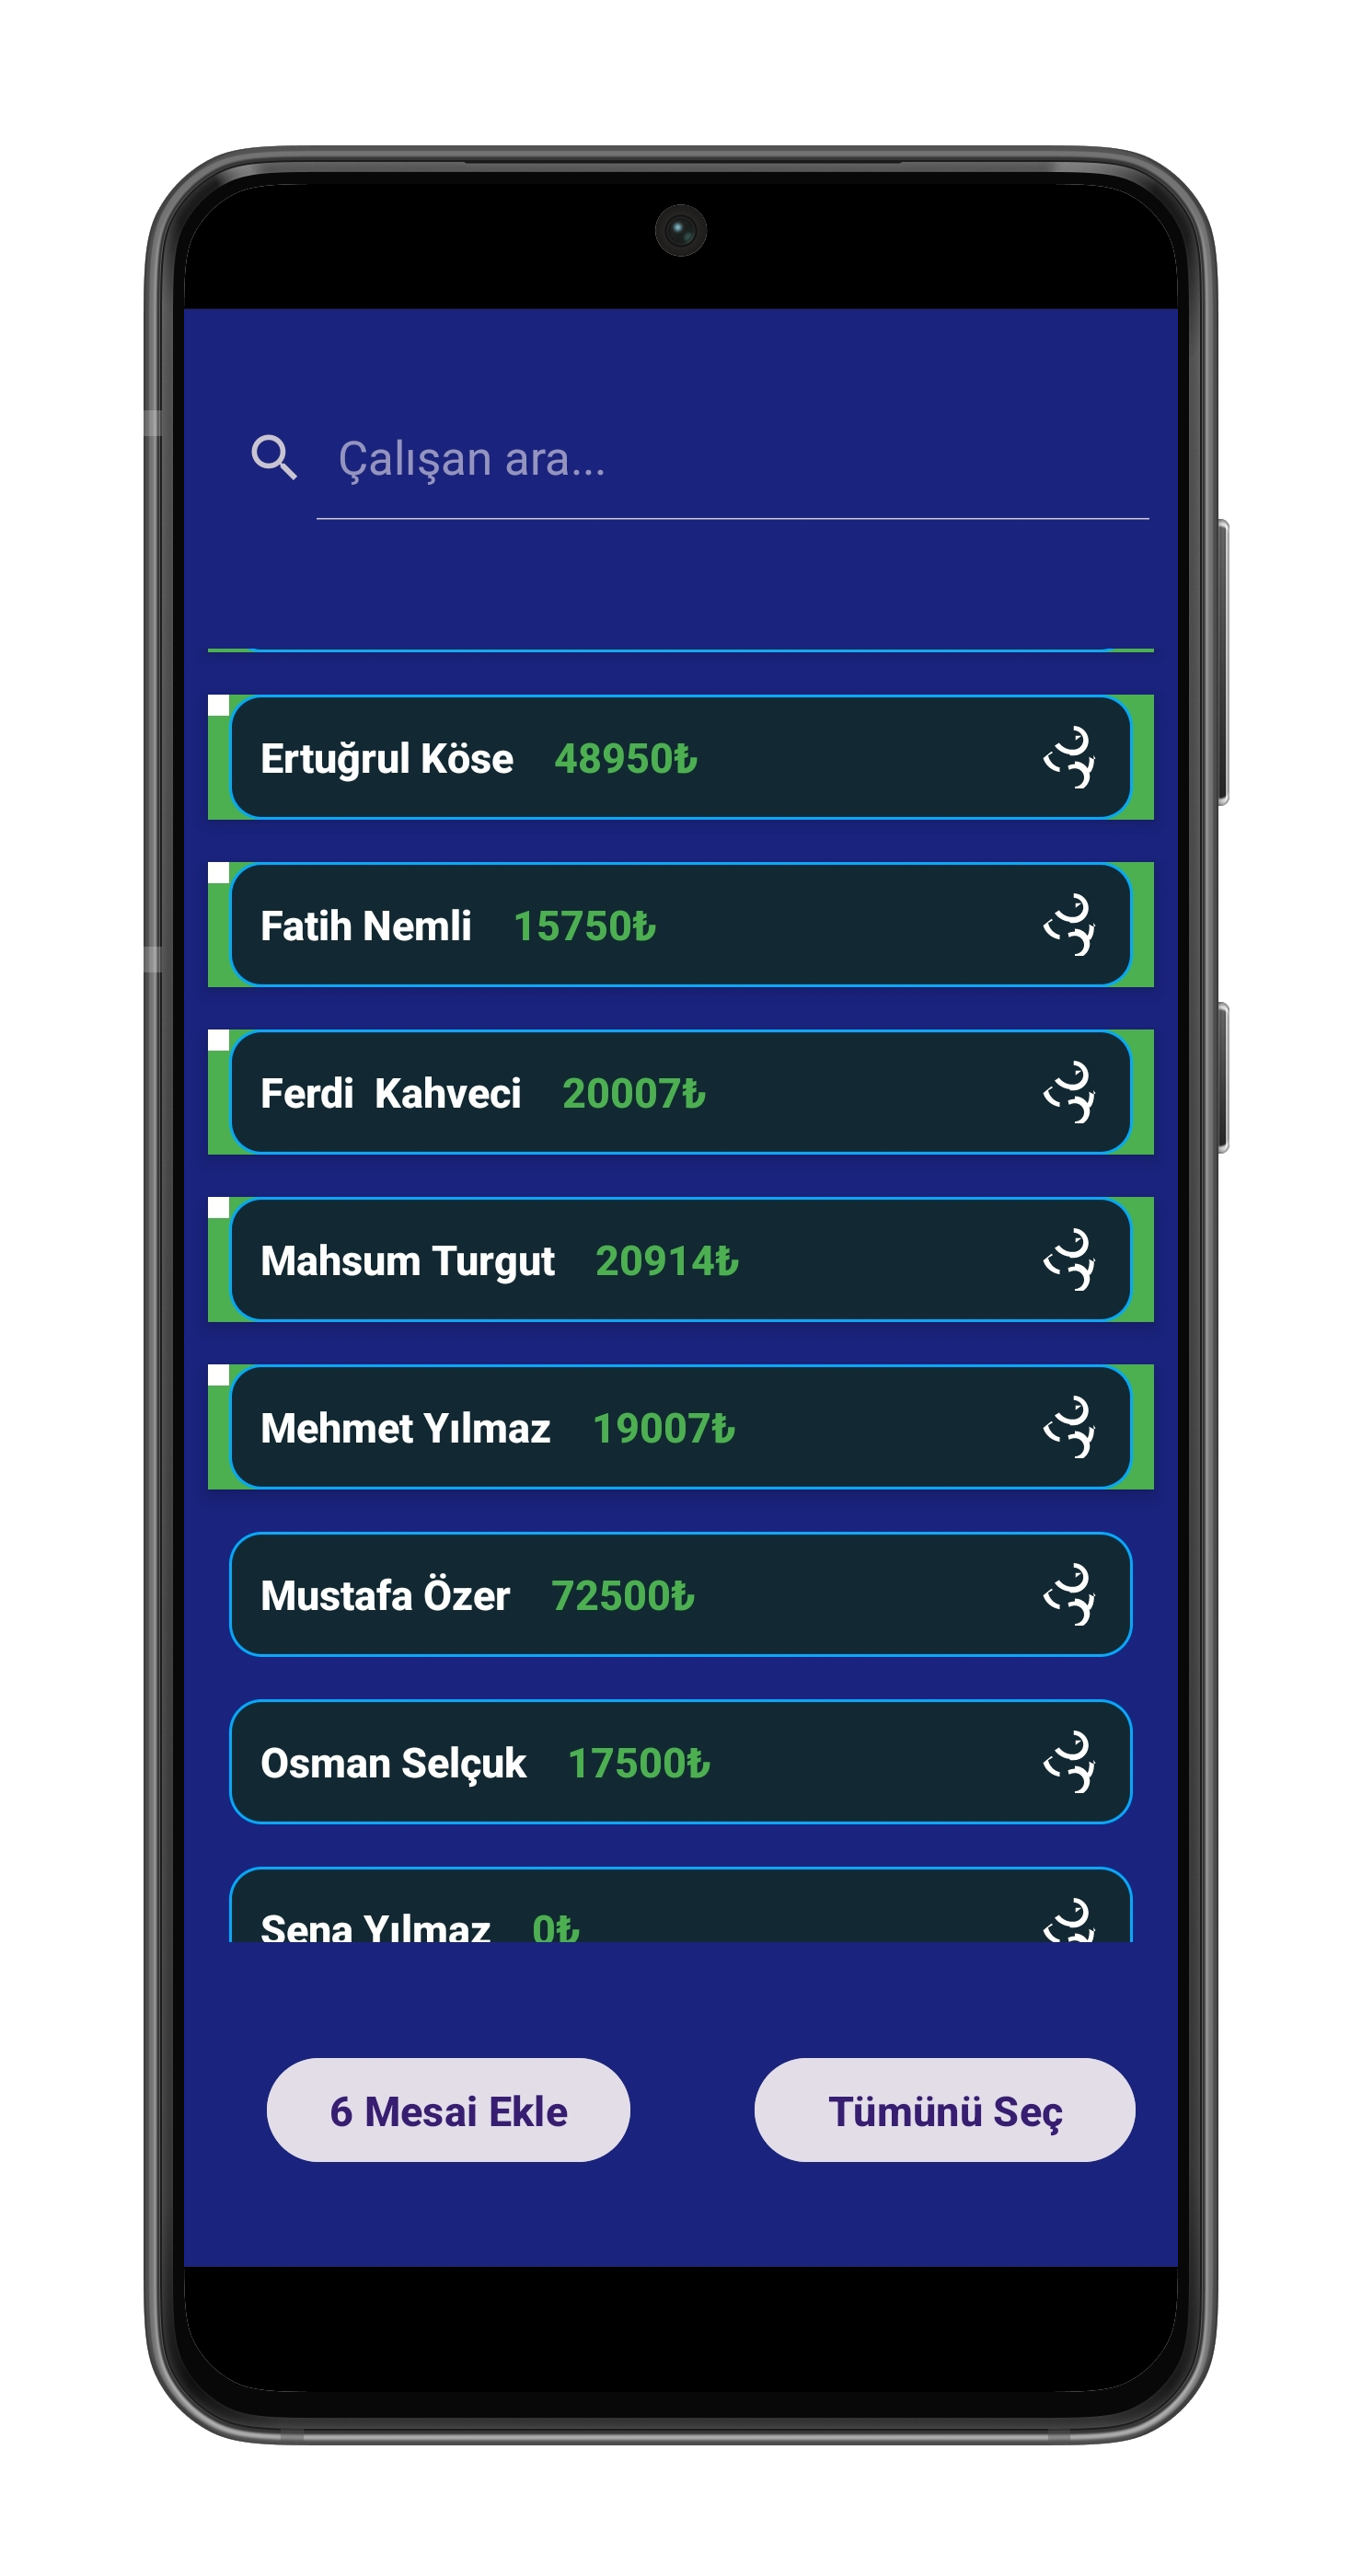 Çalışan ara...
Ertuğrul Köse 48950₺
Fatih Nemli 15750₺
Ferdi  Kahveci 20007₺
Mahsum Turgut 20914₺
Mehmet Yılmaz 19007₺
Mustafa Özer 72500₺
Osman Selçuk 17500₺
Sena Yılmaz 0₺
6 Mesai Ekle
Tümünü Seç